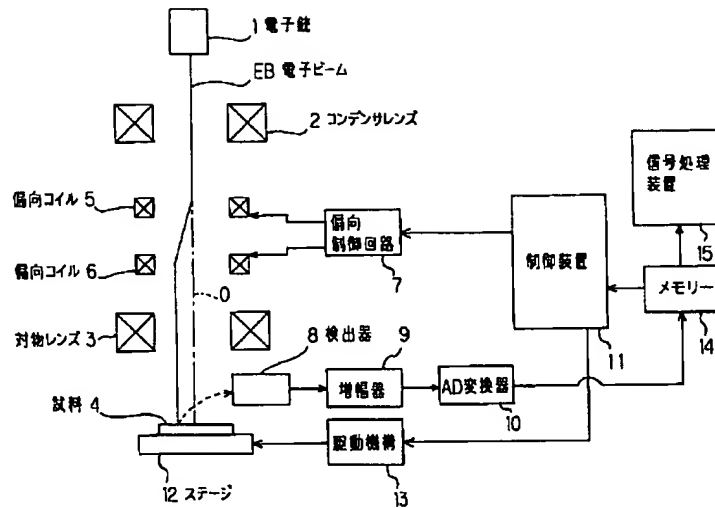 1 電子銃
EB 電子ビーム
2 コンデンサレンズ
信号処理
装置
15
偏向コイル 5
偏向
制御回路
7
制御装置
11
偏向コイル 6
メモリー
14
O
対物レンズ 3
8 検出器
9
増幅器
AD変換器
10
試料 4
駆動機構
13
12 ステージ